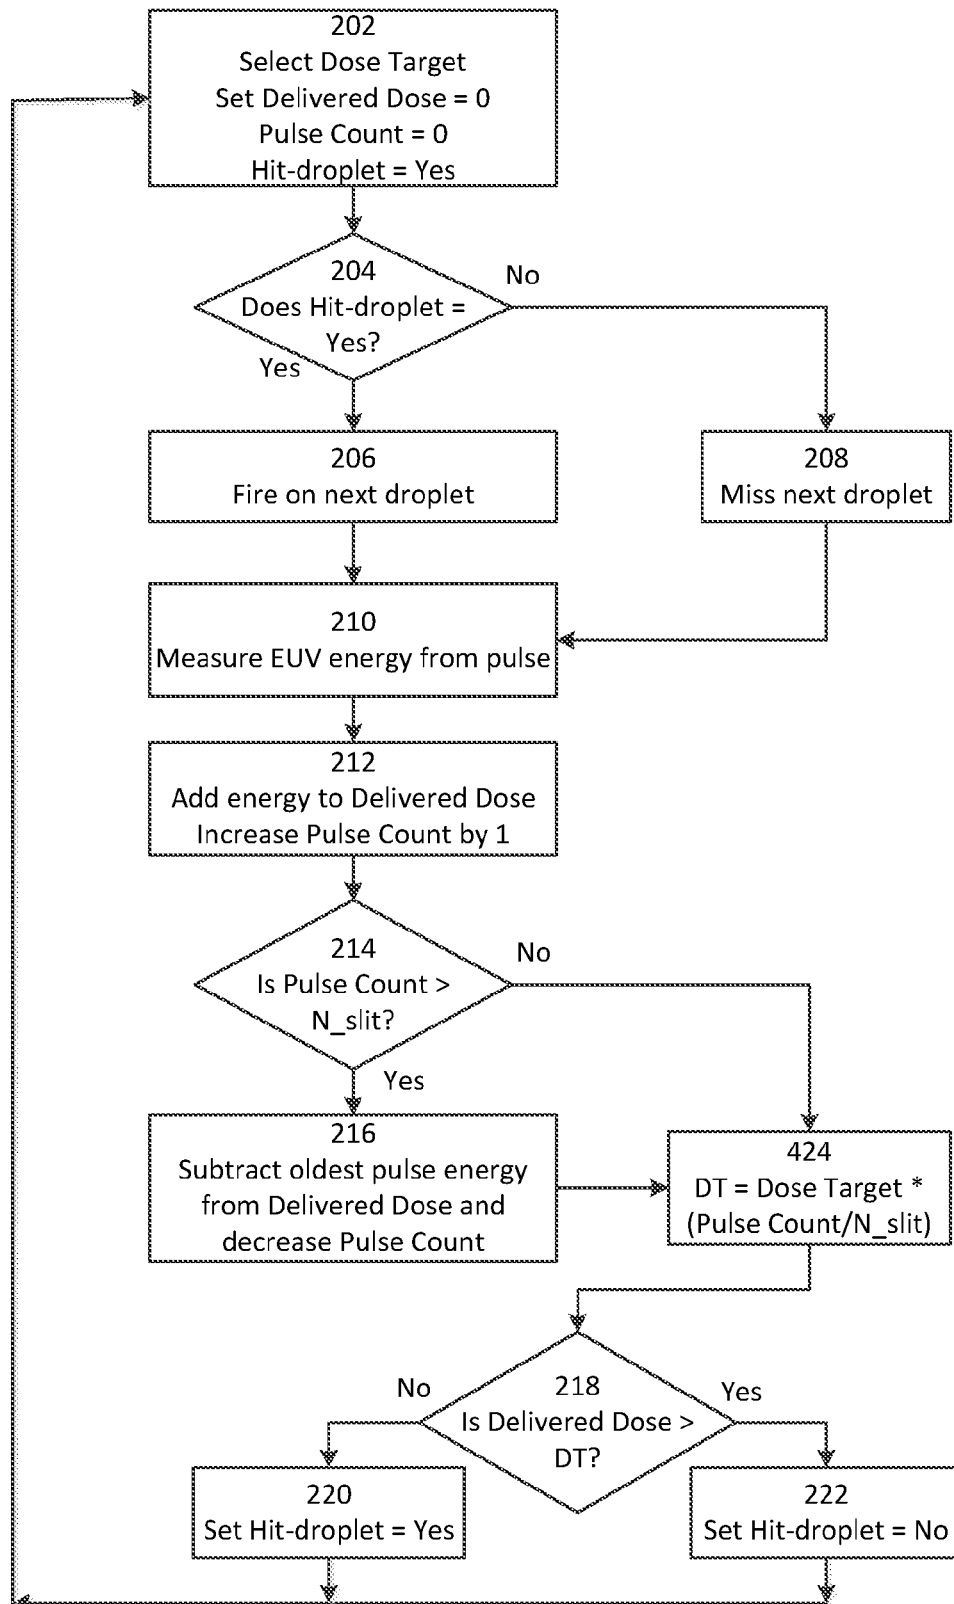 202
Select Dose Target
Set Delivered Dose = 0
Pulse Count = 0
Hit-droplet = Yes
204
Does Hit-droplet =
Yes?
No
Yes
206
Fire on next droplet
208
Miss next droplet
210
Measure EUV energy from pulse
212
Add energy to Delivered Dose
Increase Pulse Count by 1
214
Is Pulse Count >
N_slit?
No
Yes
216
Subtract oldest pulse energy
from Delivered Dose and
decrease Pulse Count
424
DT = Dose Target *
(Pulse Count/N_slit)
218
Is Delivered Dose >
DT?
No
Yes
220
Set Hit-droplet = Yes
222
Set Hit-droplet = No